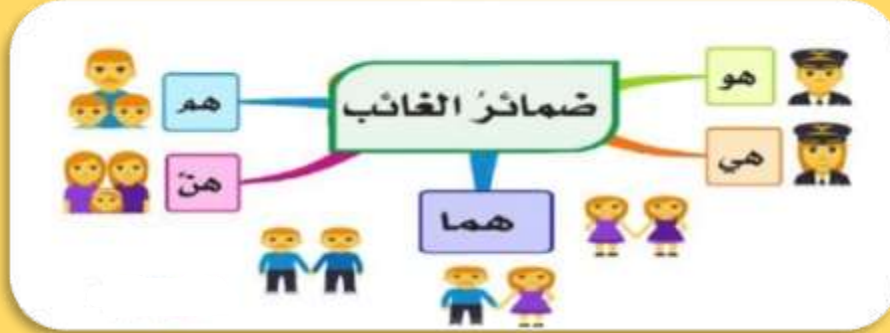 ضمائرُ الغائب
هو
هي
هما
هم
هنّ